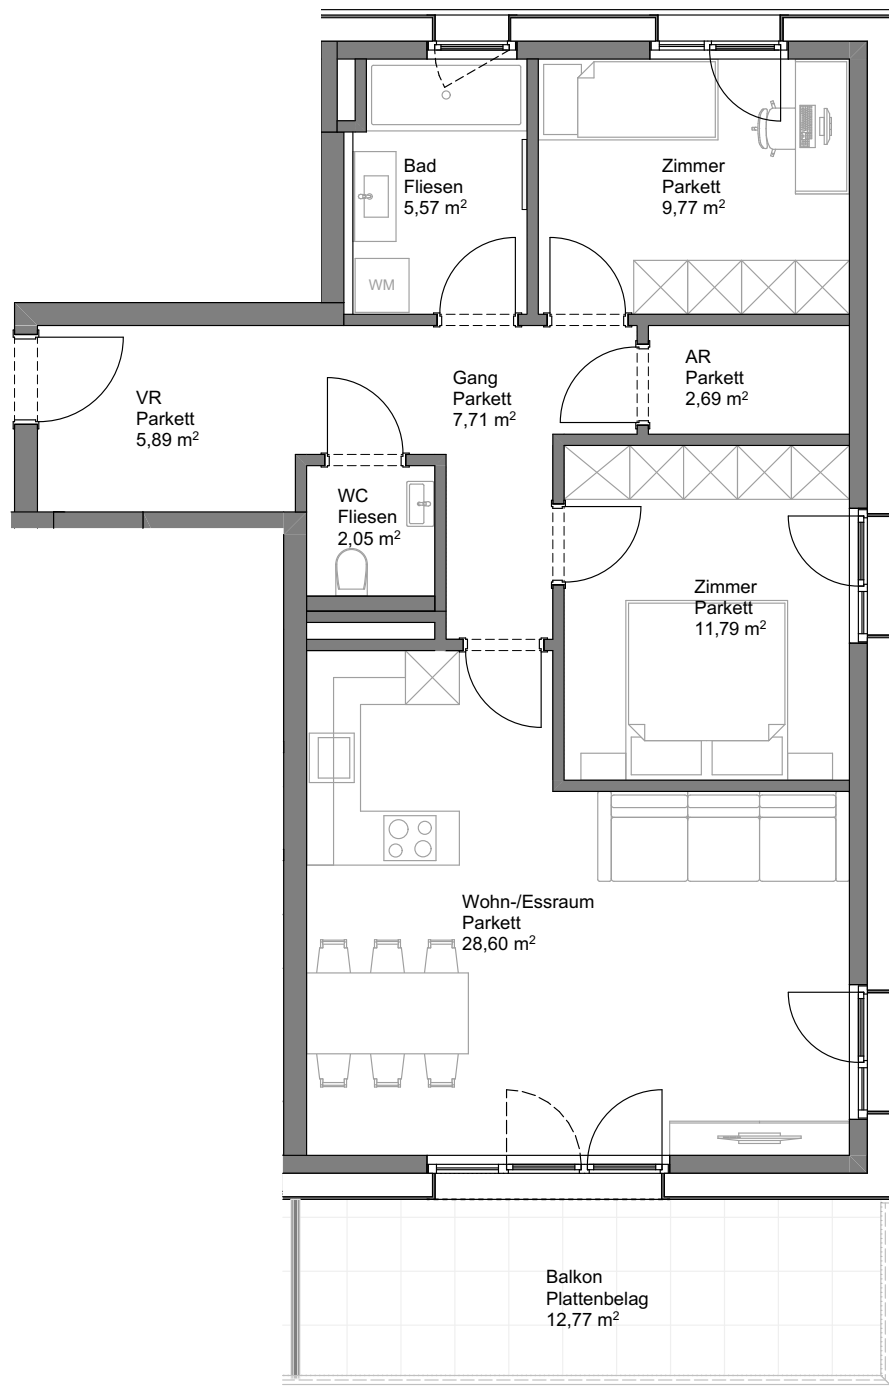 Bad
Fliesen
5,57 m²
Zimmer
Parkett
9,77 m²
WM
VR
Parkett
5,89 m²
Gang
Parkett
7,71 m²
AR
Parkett
2,69 m²
WC
Fliesen
2,05 m²
Zimmer
Parkett
11,79 m²
Wohn-/Essraum
Parkett
28,60 m²
Balkon
Plattenbelag
12,77 m²